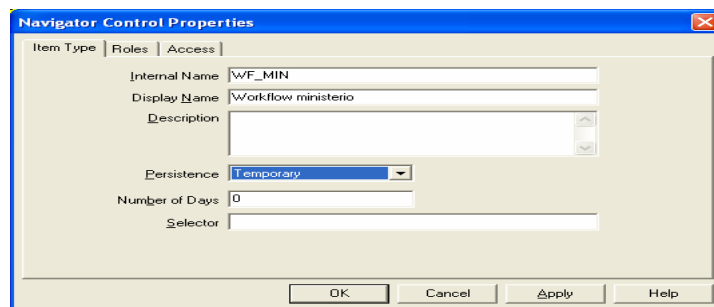 Navigator Control Properties
Item Type Roles Access
Internal Name WF_MIN
Display Name Workflow ministerio
Description
Persistence Temporary
Number of Days 0
Selector
OK Cancel Apply Help